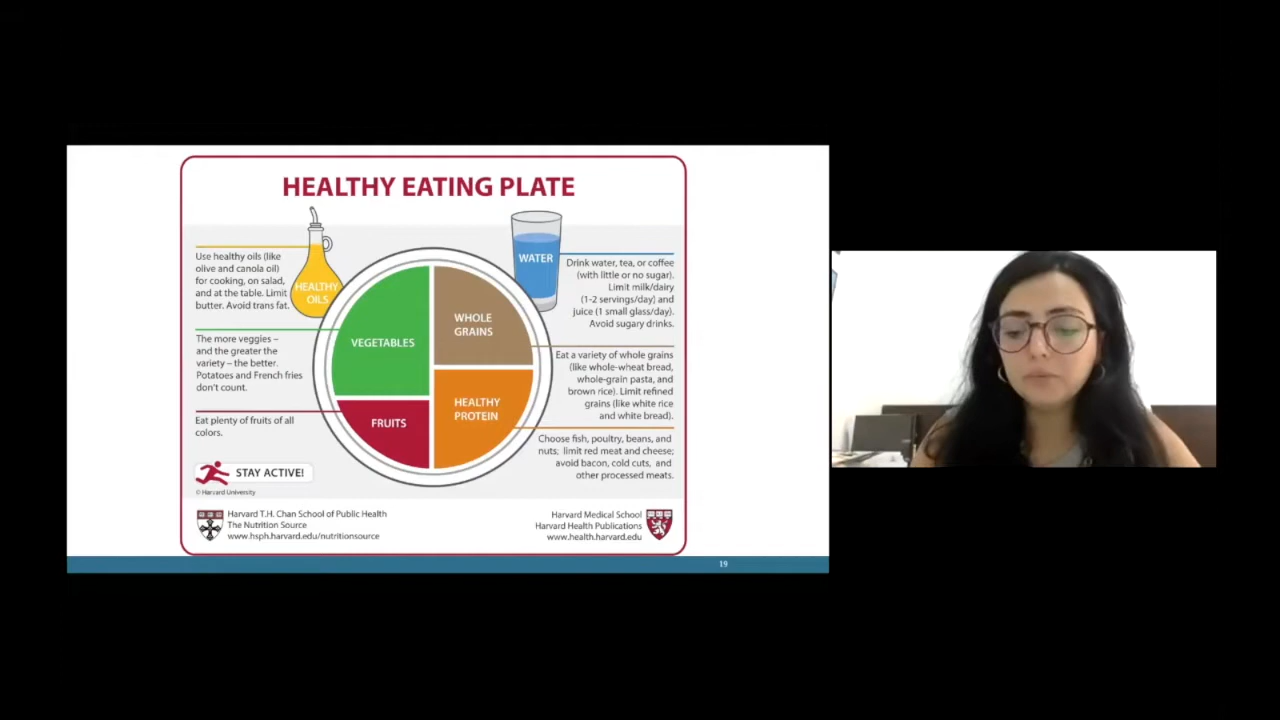 HEALTHY EATING PLATE
Use healthy oils (like
olive and canola oil)
for cooking, on salad,
and at the table. Limit
butter. Avoid trans fat.
HEALTHY
OILS
The more veggies –
and the greater the
variety – the better.
Potatoes and French fries
don't count.
Eat plenty of fruits of all
colors.
STAY ACTIVE!
© Harvard University
VEGETABLES
FRUITS
WHOLE
GRAINS
HEALTHY
PROTEIN
WATER
Drink water, tea, or coffee
(with little or no sugar).
Limit milk/dairy
(1-2 servings/day) and
juice (1 small glass/day).
Avoid sugary drinks.
Eat a variety of whole grains
(like whole-wheat bread,
whole-grain pasta, and
brown rice). Limit refined
grains (like white rice
and white bread).
Choose fish, poultry, beans, and
nuts; limit red meat and cheese;
avoid bacon, cold cuts, and
other processed meats.
Harvard T.H. Chan School of Public Health
The Nutrition Source
www.hsph.harvard.edu/nutritionsource
Harvard Medical School
Harvard Health Publications
www.health.harvard.edu
19